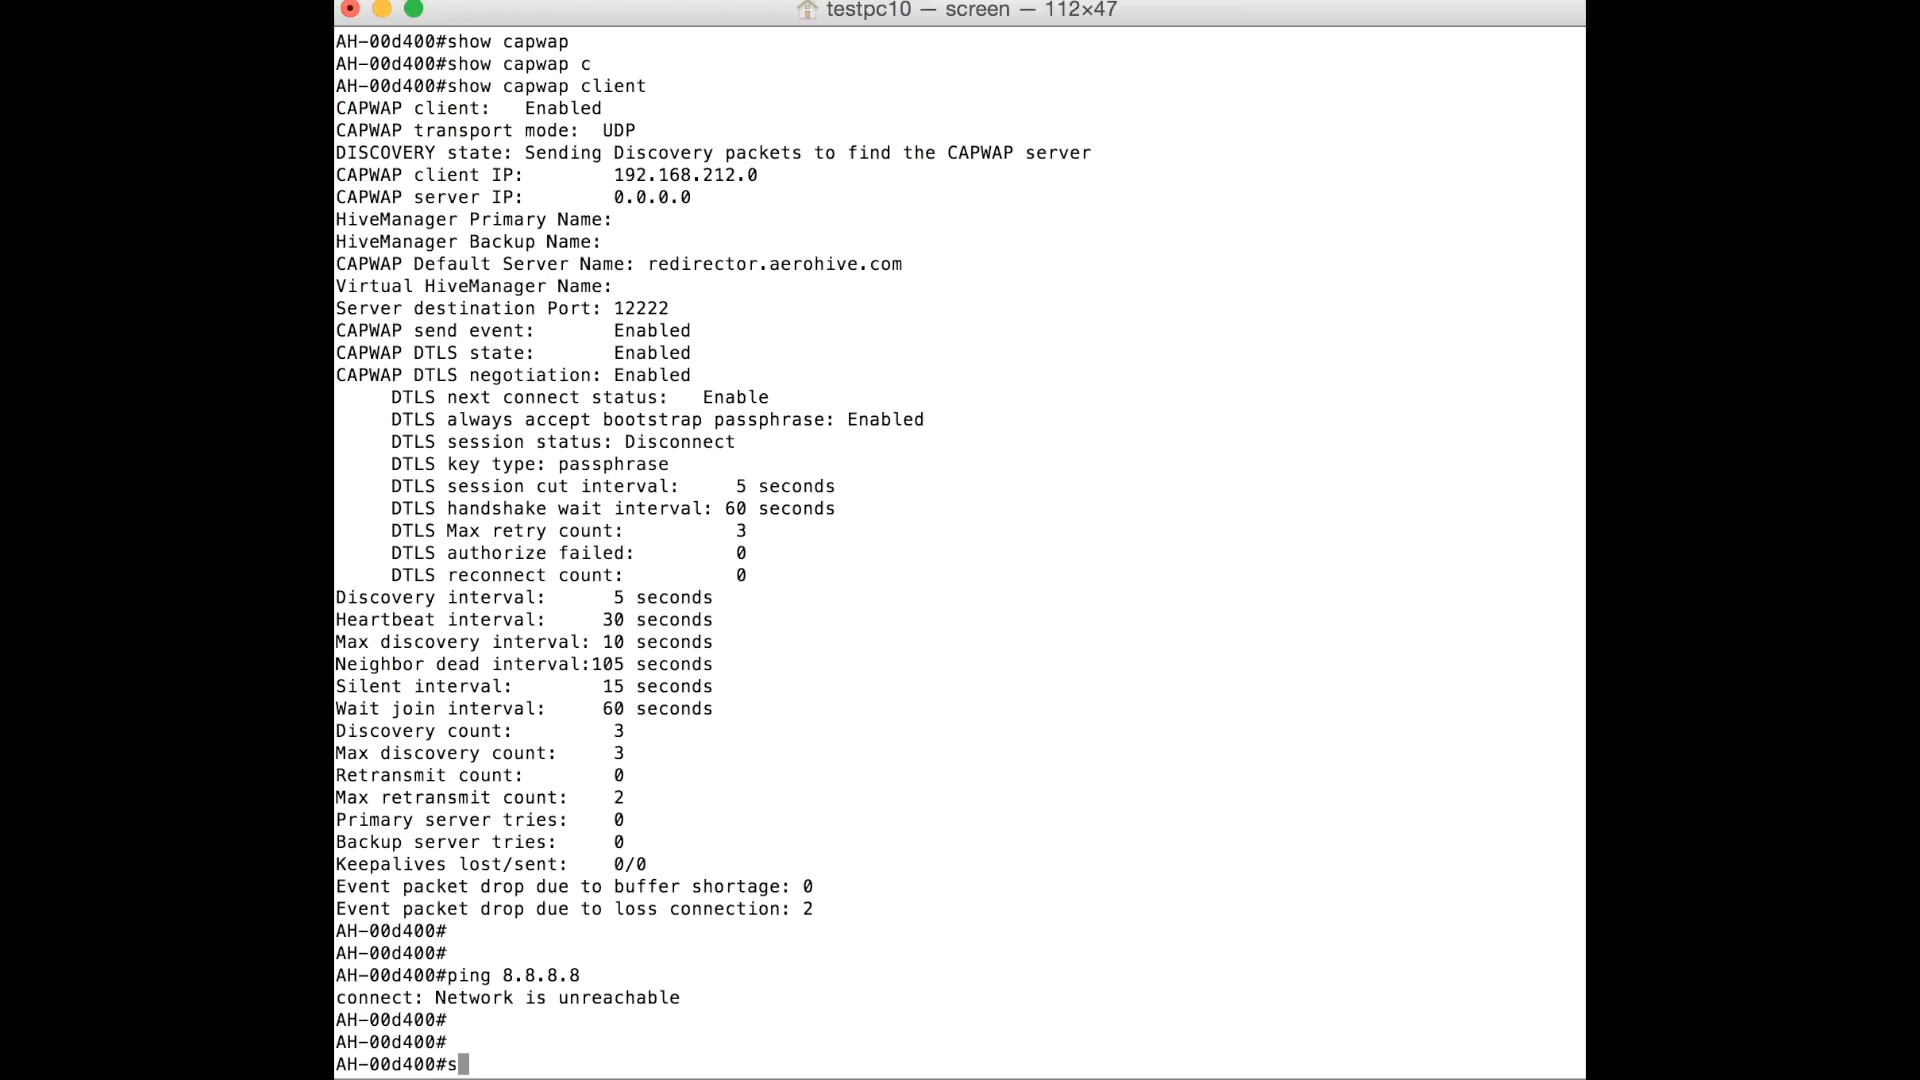 testpc10 — screen — 112×47
AH-00d400#show capwap
AH-00d400#show capwap c
AH-00d400#show capwap client
CAPWAP client:   Enabled
CAPWAP transport mode:  UDP
DISCOVERY state: Sending Discovery packets to find the CAPWAP server
CAPWAP client IP:        192.168.212.0
CAPWAP server IP:        0.0.0.0
HiveManager Primary Name:
HiveManager Backup Name:
CAPWAP Default Server Name: redirector.aerohive.com
Virtual HiveManager Name:
Server destination Port: 12222
CAPWAP send event:       Enabled
CAPWAP DTLS state:       Enabled
CAPWAP DTLS negotiation: Enabled
     DTLS next connect status:   Enable
     DTLS always accept bootstrap passphrase: Enabled
     DTLS session status: Disconnect
     DTLS key type: passphrase
     DTLS session cut interval:     5 seconds
     DTLS handshake wait interval: 60 seconds
     DTLS Max retry count:          3
     DTLS authorize failed:         0
     DTLS reconnect count:          0
Discovery interval:      5 seconds
Heartbeat interval:     30 seconds
Max discovery interval: 10 seconds
Neighbor dead interval:105 seconds
Silent interval:        15 seconds
Wait join interval:     60 seconds
Discovery count:         3
Max discovery count:     3
Retransmit count:        0
Max retransmit count:    2
Primary server tries:    0
Backup server tries:     0
Keepalives lost/sent:    0/0
Event packet drop due to buffer shortage: 0
Event packet drop due to loss connection: 2
AH-00d400#
AH-00d400#
AH-00d400#ping 8.8.8.8
connect: Network is unreachable
AH-00d400#
AH-00d400#
AH-00d400#s